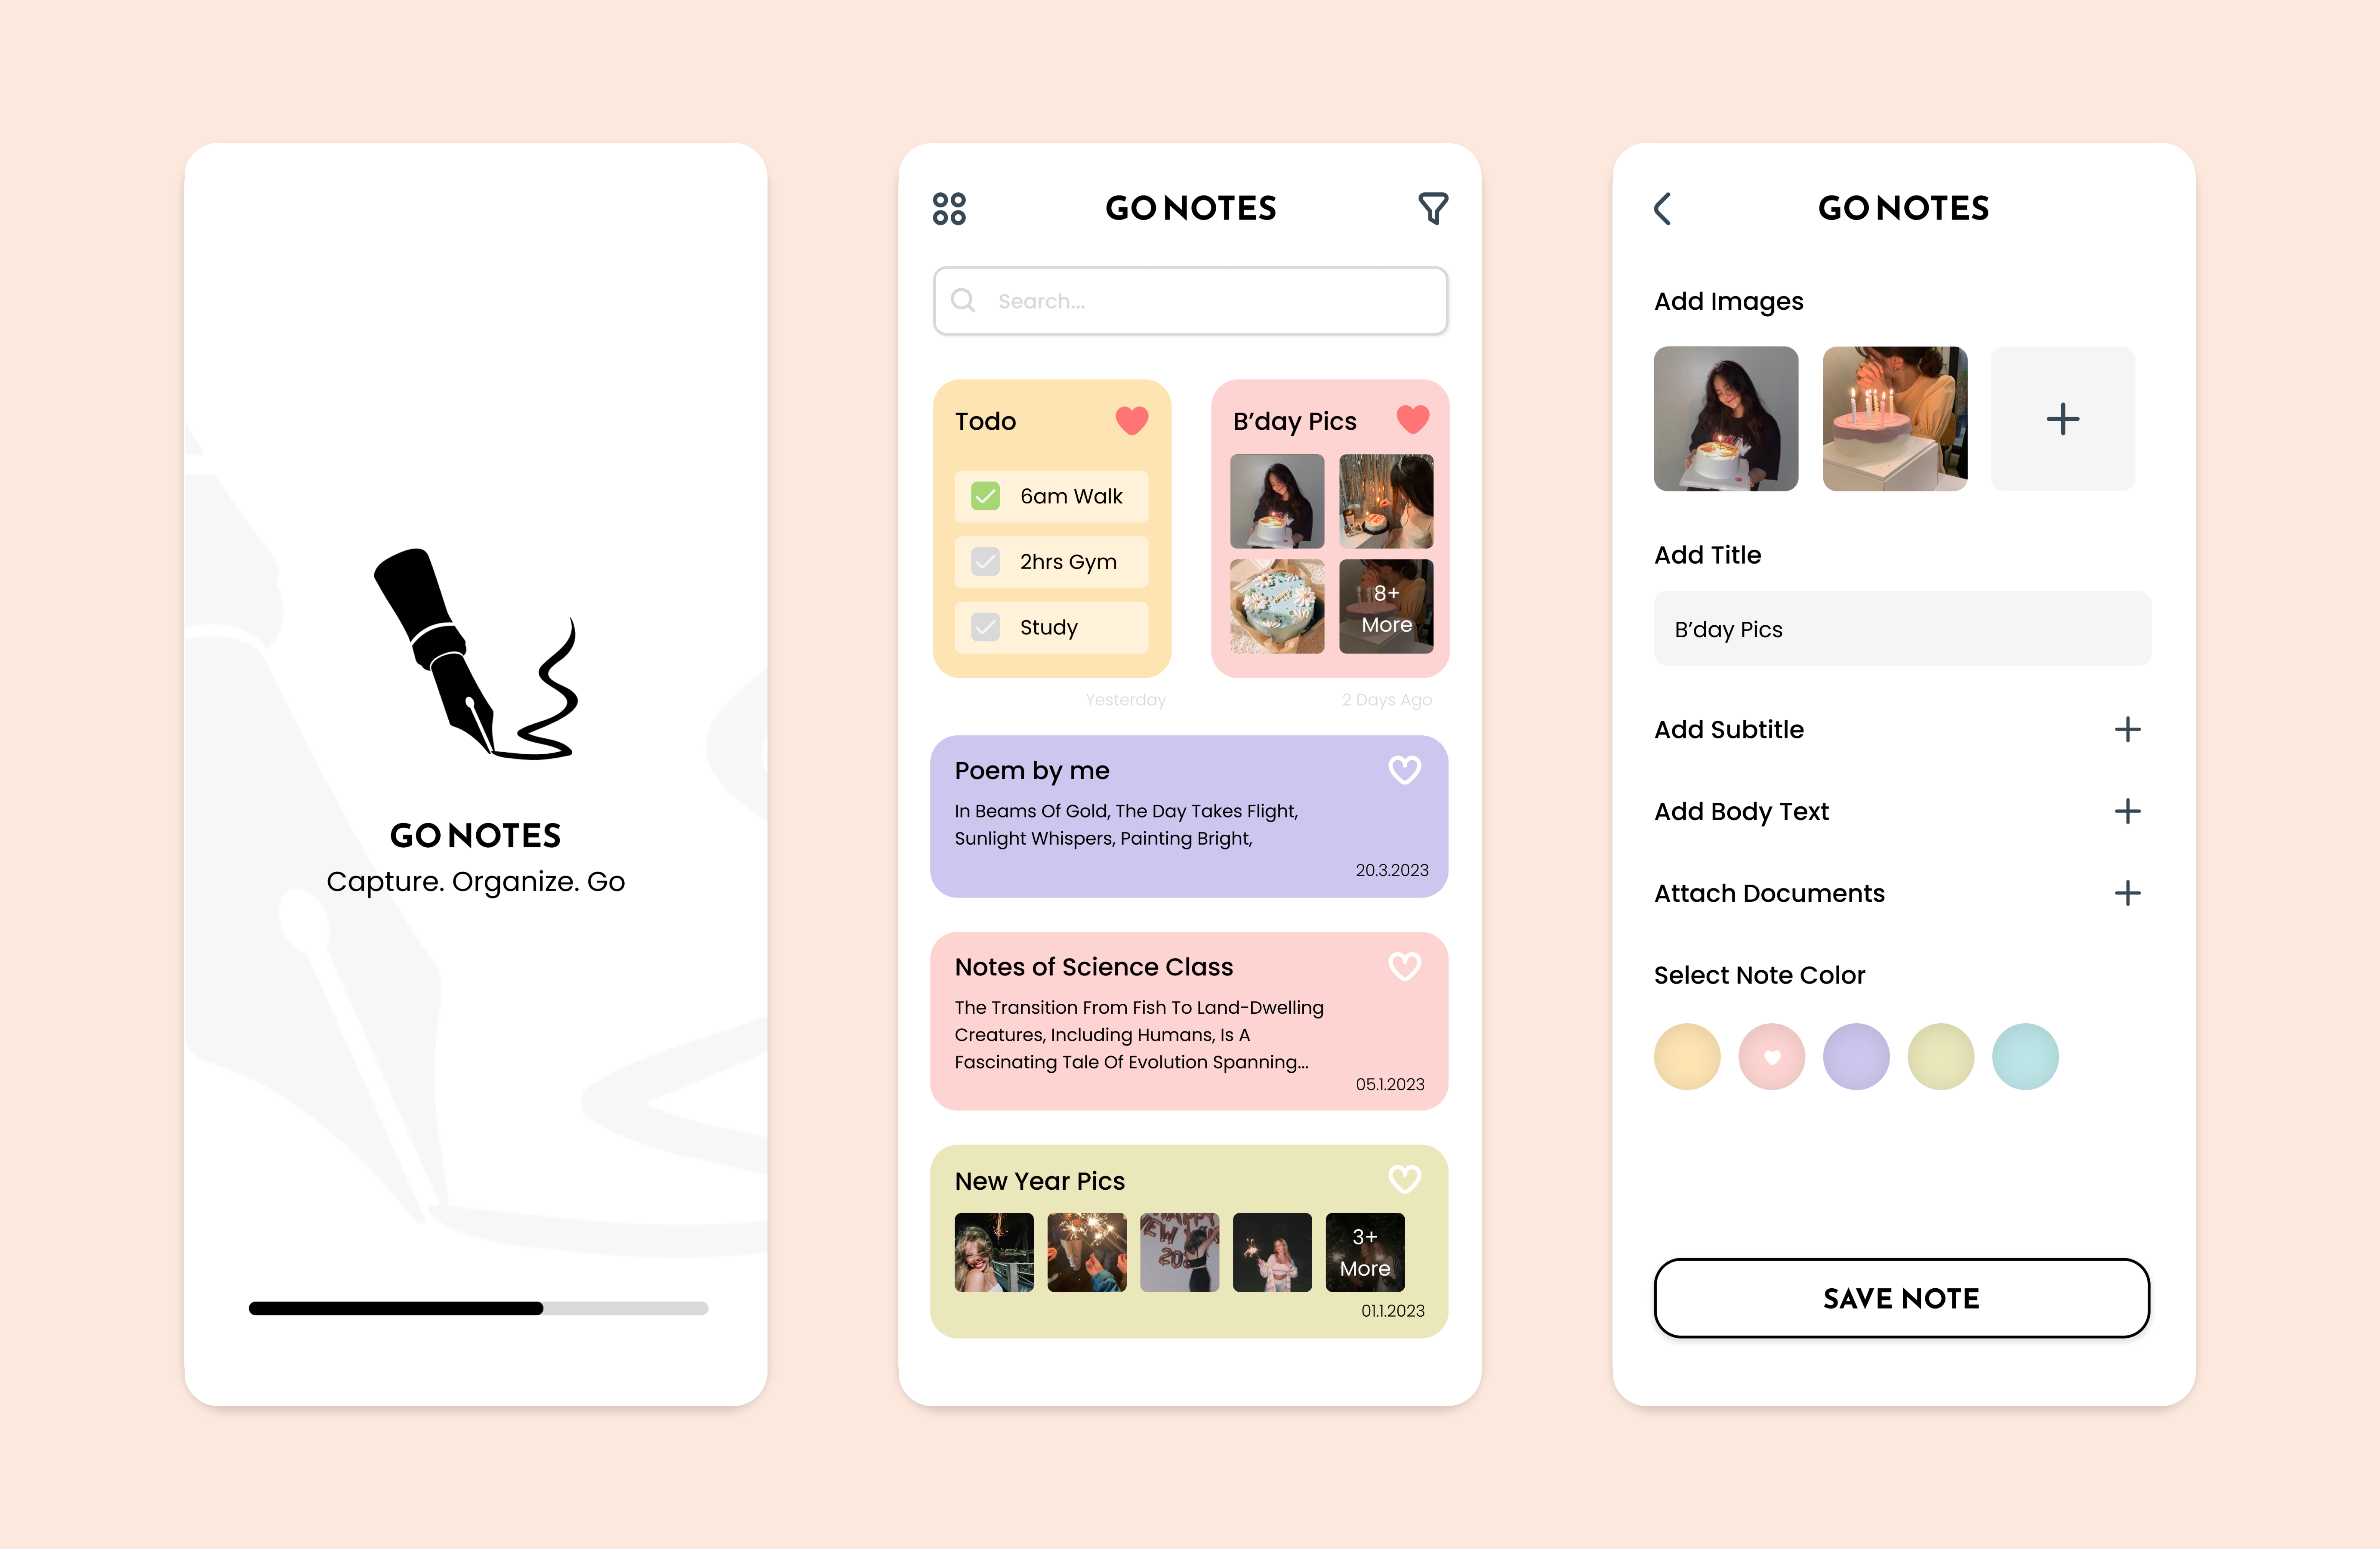 GO NOTES
Capture. Organize. Go
GO NOTES
Search...
Todo
6am Walk
2hrs Gym
Study
Yesterday
B’day Pics
8+
More
2 Days Ago
Poem by me
In Beams Of Gold, The Day Takes Flight,
Sunlight Whispers, Painting Bright,
20.3.2023
Notes of Science Class
The Transition From Fish To Land-Dwelling
Creatures, Including Humans, Is A
Fascinating Tale Of Evolution Spanning...
05.1.2023
New Year Pics
3+
More
01.1.2023
GO NOTES
Add Images
Add Title
B’day Pics
Add Subtitle
Add Body Text
Attach Documents
Select Note Color
SAVE NOTE